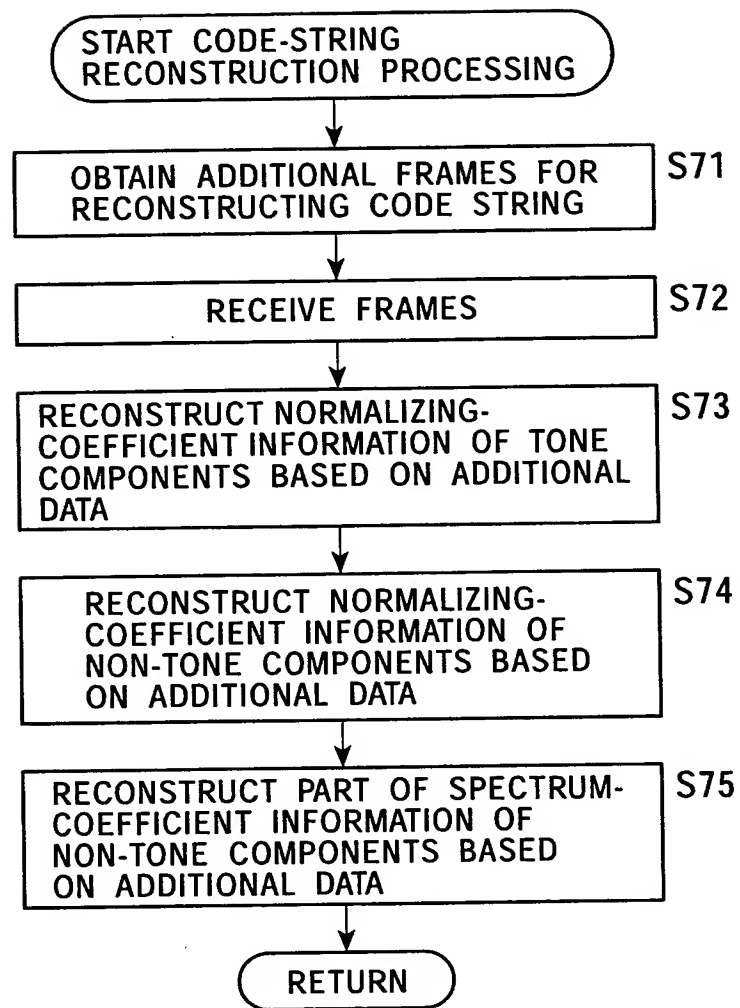 START CODE-STRING
RECONSTRUCTION PROCESSING
OBTAIN ADDITIONAL FRAMES FOR
RECONSTRUCTING CODE STRING
S71
RECEIVE FRAMES
S72
RECONSTRUCT NORMALIZING-
COEFFICIENT INFORMATION OF TONE
COMPONENTS BASED ON ADDITIONAL
DATA
S73
RECONSTRUCT NORMALIZING-
COEFFICIENT INFORMATION OF
NON-TONE COMPONENTS BASED
ON ADDITIONAL DATA
S74
RECONSTRUCT PART OF SPECTRUM-
COEFFICIENT INFORMATION OF
NON-TONE COMPONENTS BASED
ON ADDITIONAL DATA
S75
RETURN